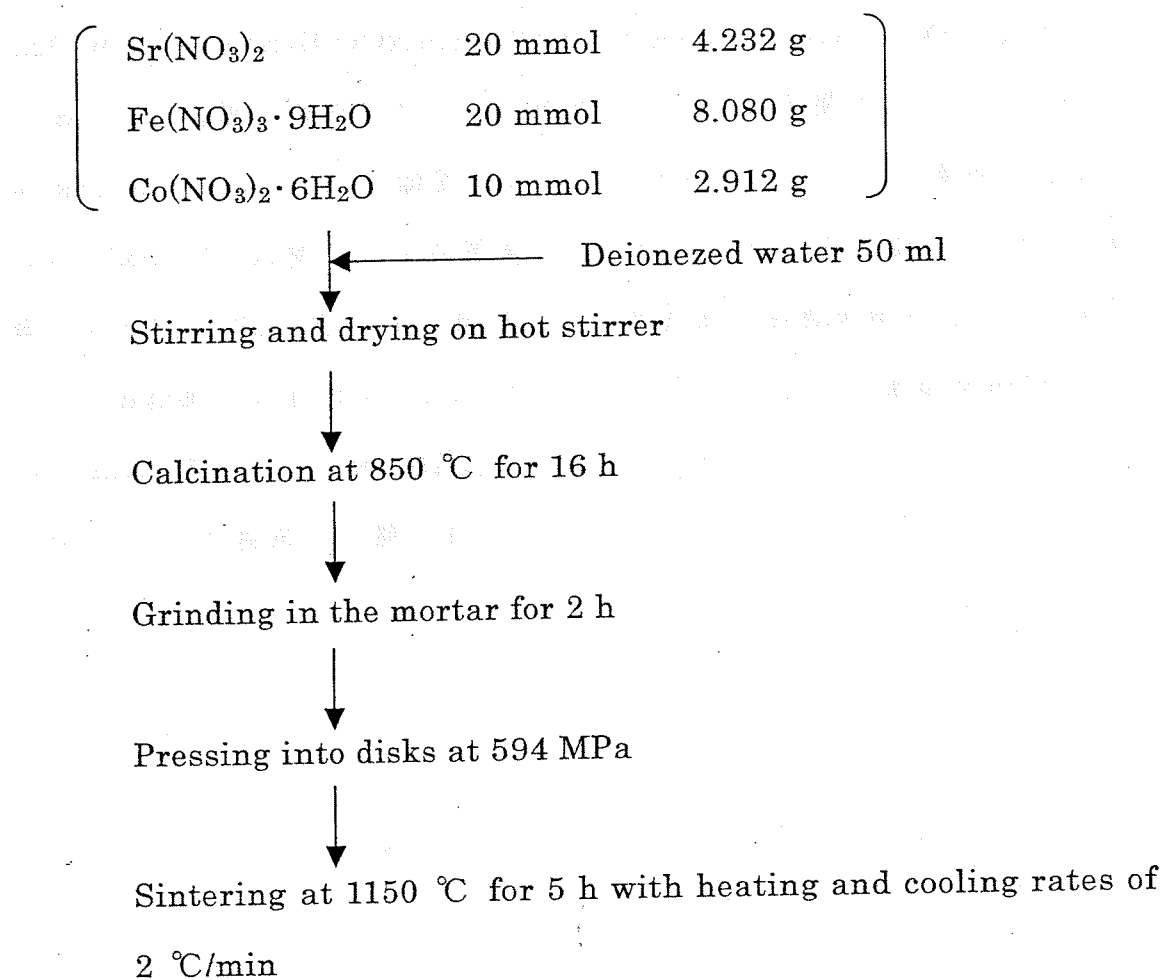 Sr(NO₃)₂ 20 mmol 4.232 g
Fe(NO₃)₃·9H₂O 20 mmol 8.080 g
Co(NO₃)₂·6H₂O 10 mmol 2.912 g
Deionezed water 50 ml
Stirring and drying on hot stirrer
Calcination at 850 ℃ for 16 h
Grinding in the mortar for 2 h
Pressing into disks at 594 MPa
Sintering at 1150 ℃ for 5 h with heating and cooling rates of
2 ℃/min